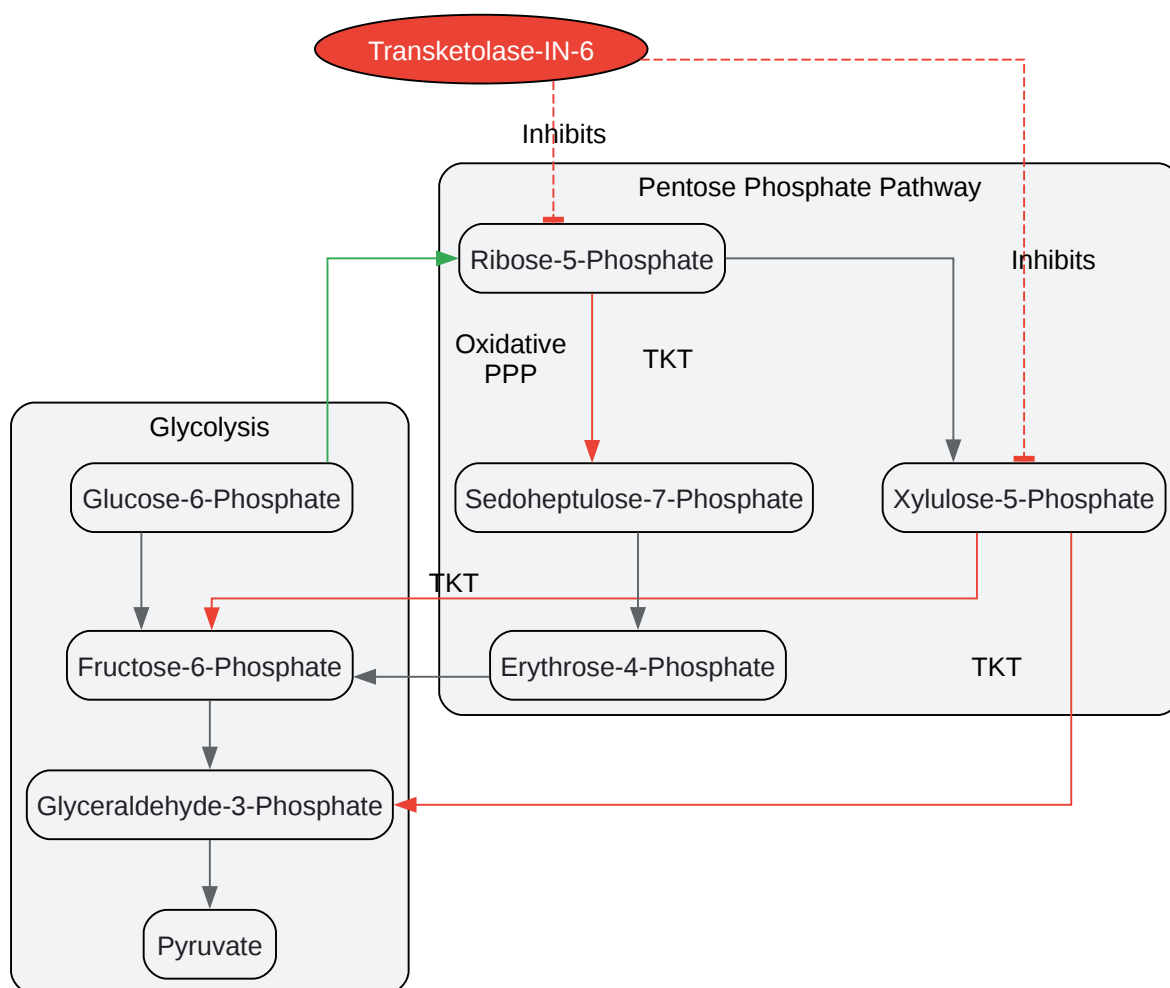 Transketolase-IN-6
Inhibits
Pentose Phosphate Pathway
Ribose-5-Phosphate
Inhibits
Oxidative
PPP
TKT
Glycolysis
Glucose-6-Phosphate
Sedoheptulose-7-Phosphate
Xylulose-5-Phosphate
TKT
Fructose-6-Phosphate
Erythrose-4-Phosphate
TKT
Glyceraldehyde-3-Phosphate
Pyruvate